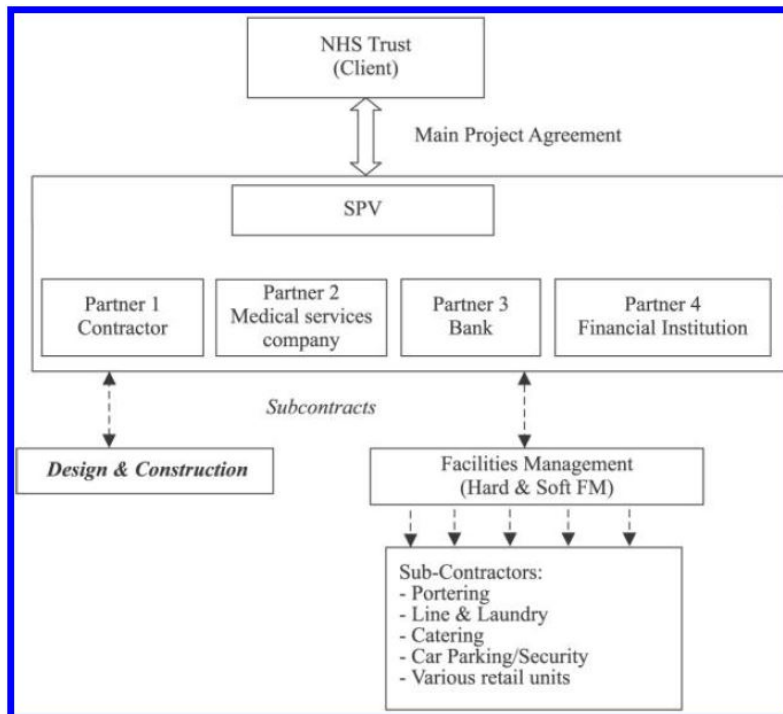 NHS Trust
(Client)
Main Project Agreement
SPV
Partner 1
Contractor
Partner 2
Medical services
company
Partner 3
Bank
Partner 4
Financial Institution
Subcontracts
Design & Construction
Facilities Management
(Hard & Soft FM)
Sub-Contractors:
- Portering
- Line & Laundry
- Catering
- Car Parking/Security
- Various retail units